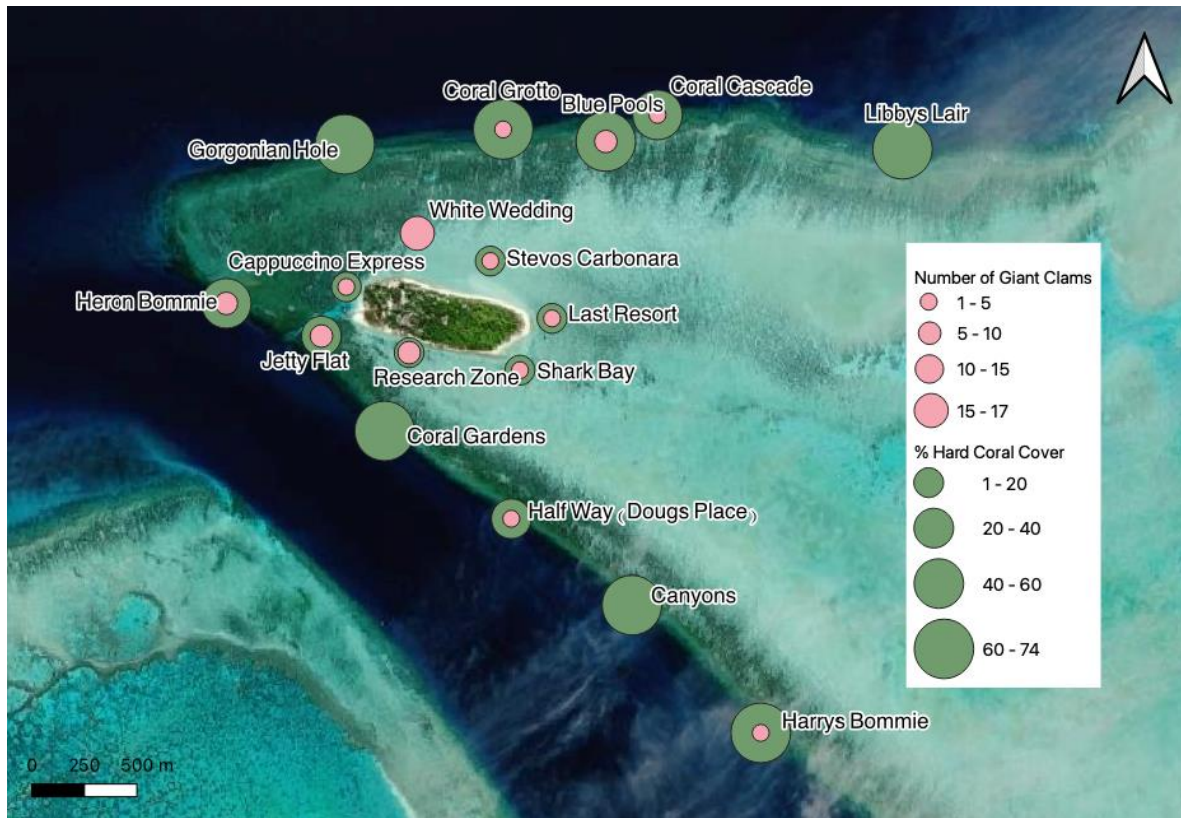 Coral Grotto
Coral Cascade
Blue Pools
Libbys Lair
Gorgonian Hole
White Wedding
Cappuccino Express
Stevos Carbonara
Heron Bommie
Last Resort
Jetty Flat
Research Zone
Shark Bay
Coral Gardens
Half Way (Dougs Place)
Canyons
Harrys Bommie
Number of Giant Clams
1 - 5
5 - 10
10 - 15
15 - 17
% Hard Coral Cover
1 - 20
20 - 40
40 - 60
60 - 74
0 250 500 m